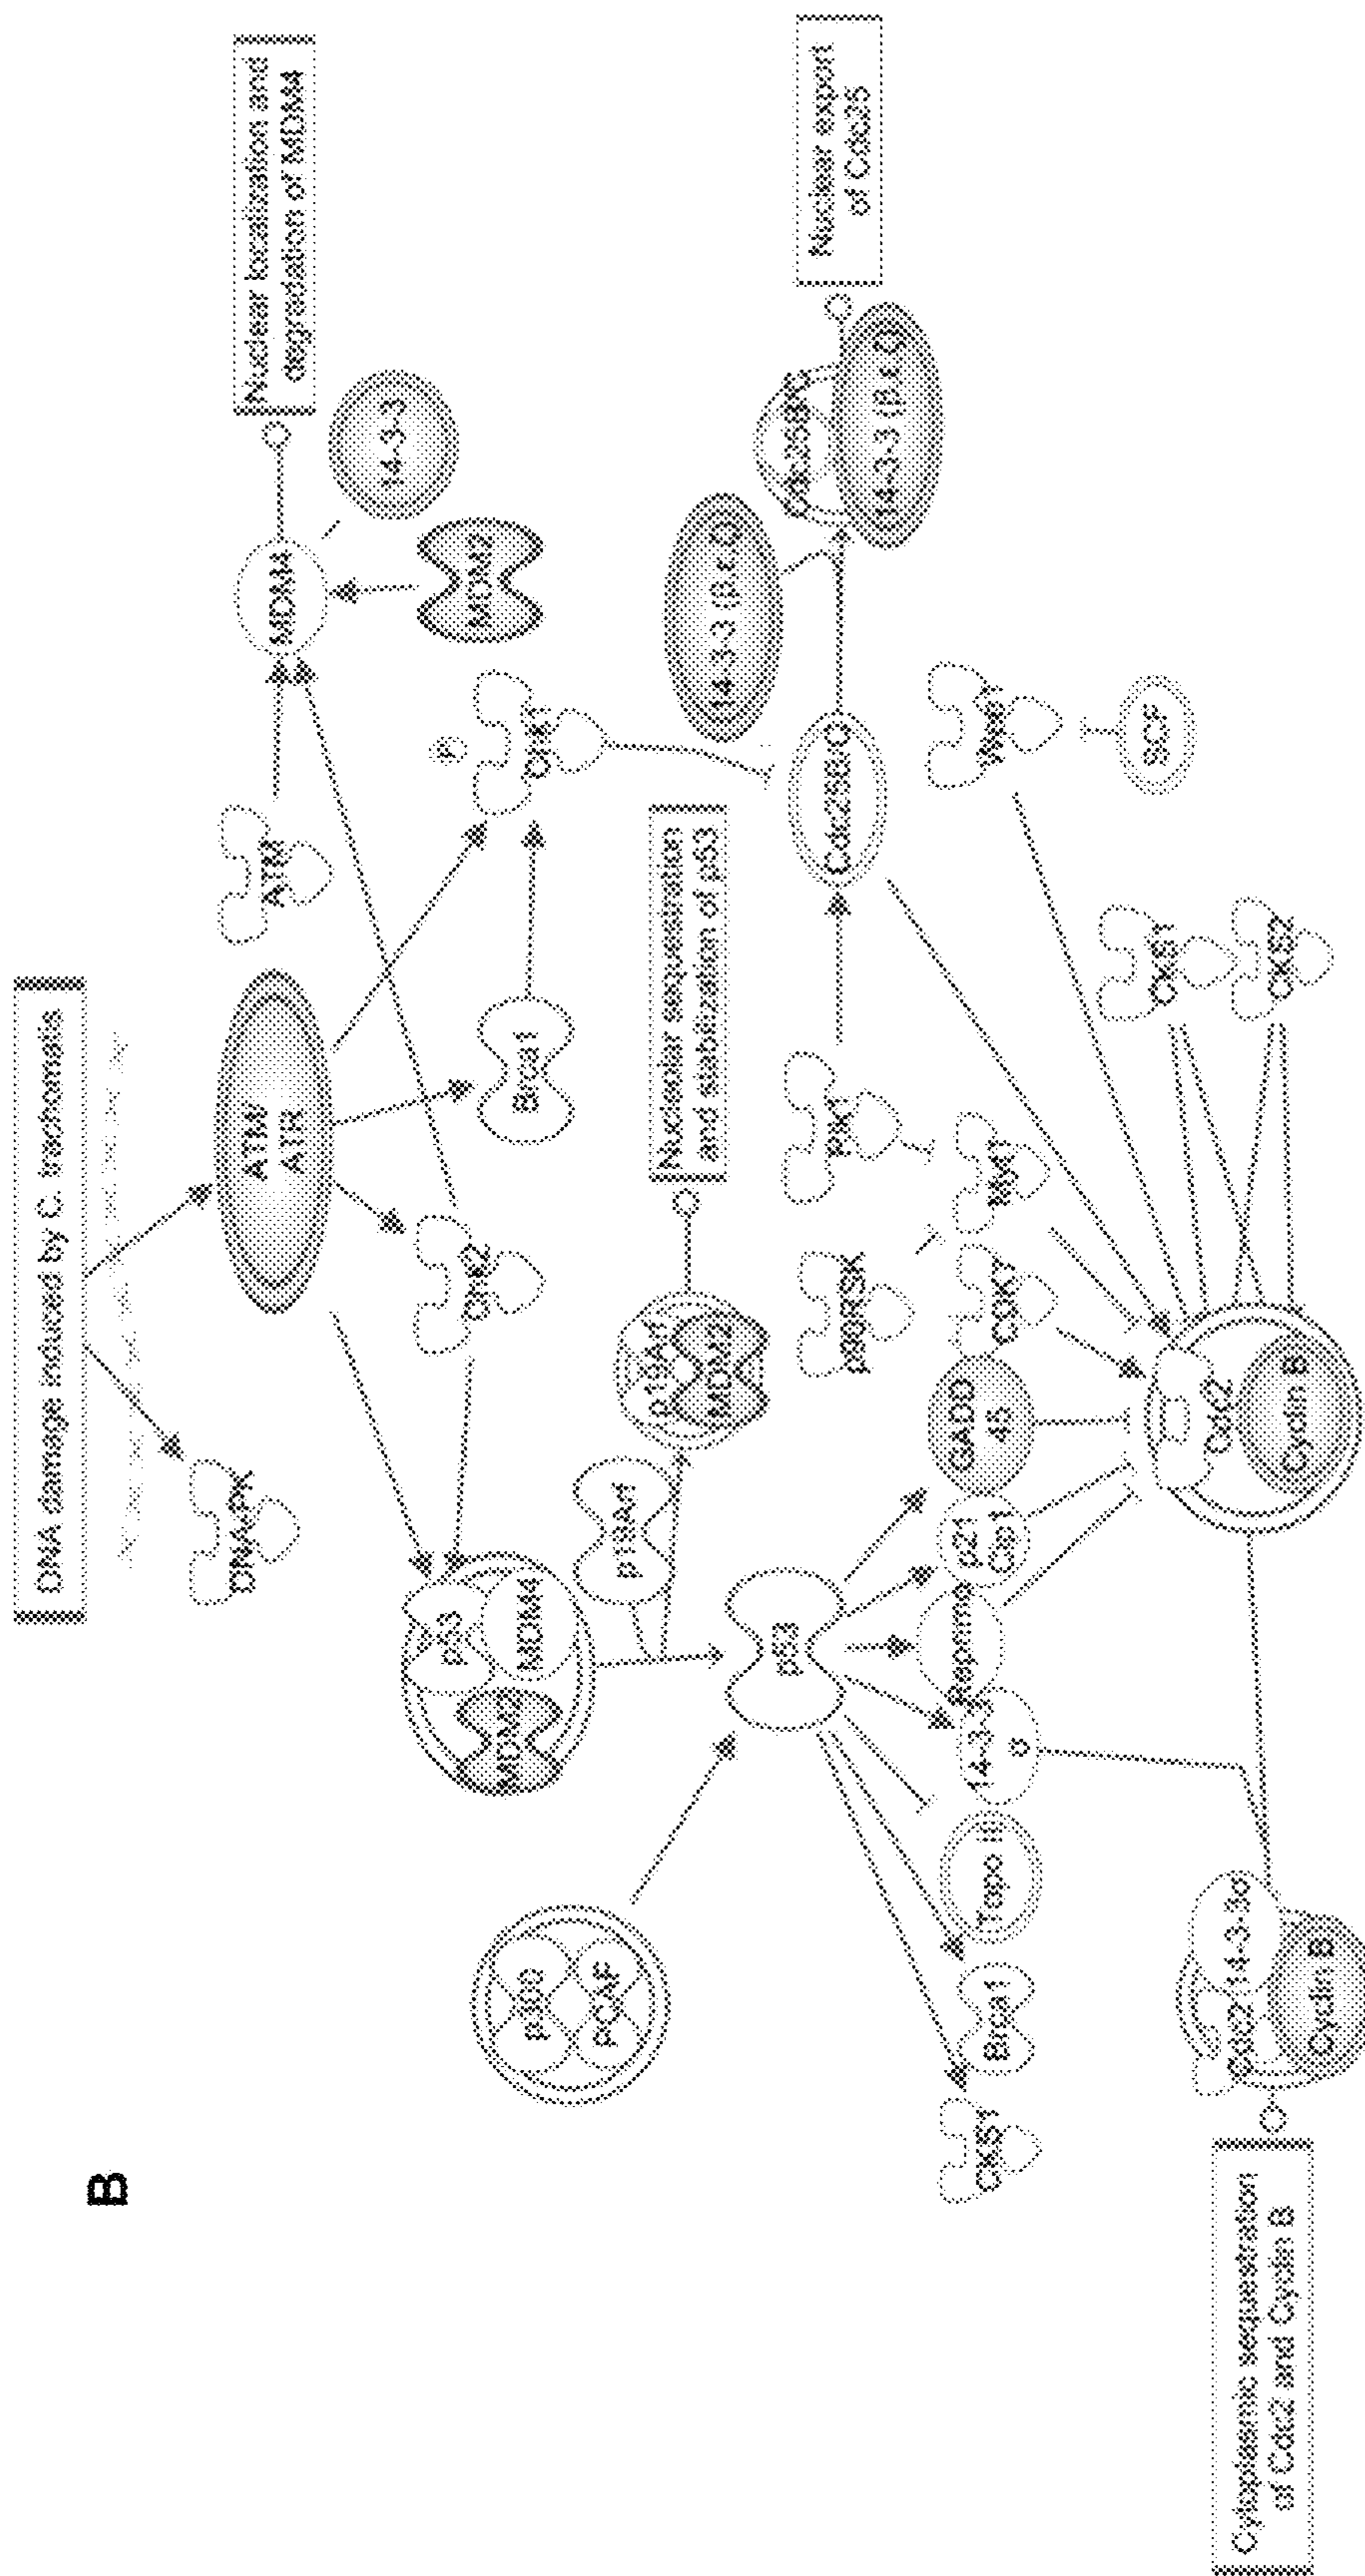 B
DNA damage induced by C. trachomatis
DNA-PK
ATM/
ATR
ATM
MDM4
Nuclear localization and
degradation of MDM4
14-3-3
MDM2
p53
MDM4
MDM2
Chk2
Brca1
Chk1
P
p300
PCAF
p19Arf
p19Arf
MDM2
Nuclear sequestration
and stabilization of p53
14-3-3 (β,ε,ζ)
Cdc25B/C
14-3-3 (β,ε,ζ)
Nuclear export
of Cdc25
p53
p90RSK
Plk1
Cdc25B/C
CKS1
Brca1
Topo II
14-3-3
σ
Reprimo
p21
Cip1
GADD
45
CDK7
Myt1
Wee1
SCF
CKS1
CKS2
Cdc2
Cyclin B
Cytoplasmic sequestration
of Cdc2 and Cyclin B
Cdc2
14-3-3σ
Cyclin B